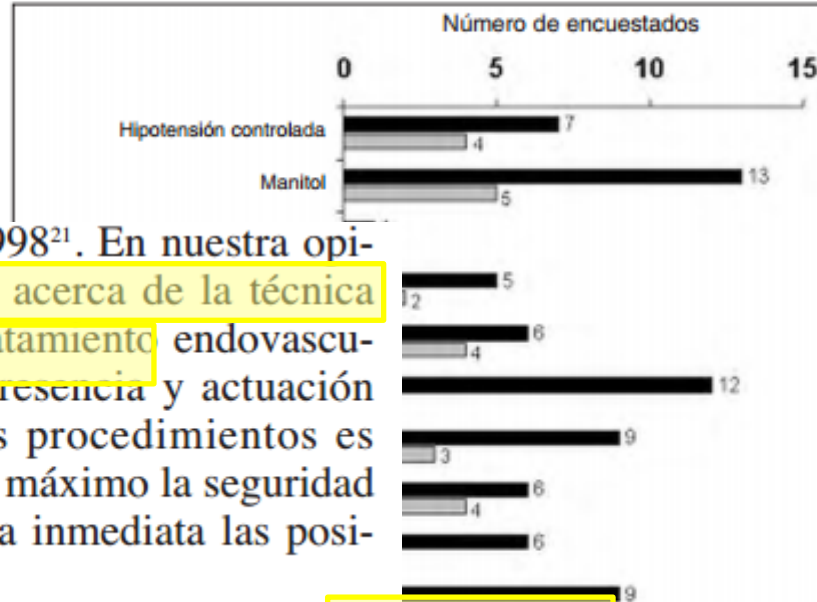 Número de encuestados
0 5 10 15
Hipotensión controlada 7
4
Manitol 13
5
998²¹. En nuestra opi-
acerca de la técnica
5
2
tamiento endovascu-
6
4
resencia y actuación
12
s procedimientos es
9
3
máximo la seguridad
6
4
a inmediata las posi-
6
9